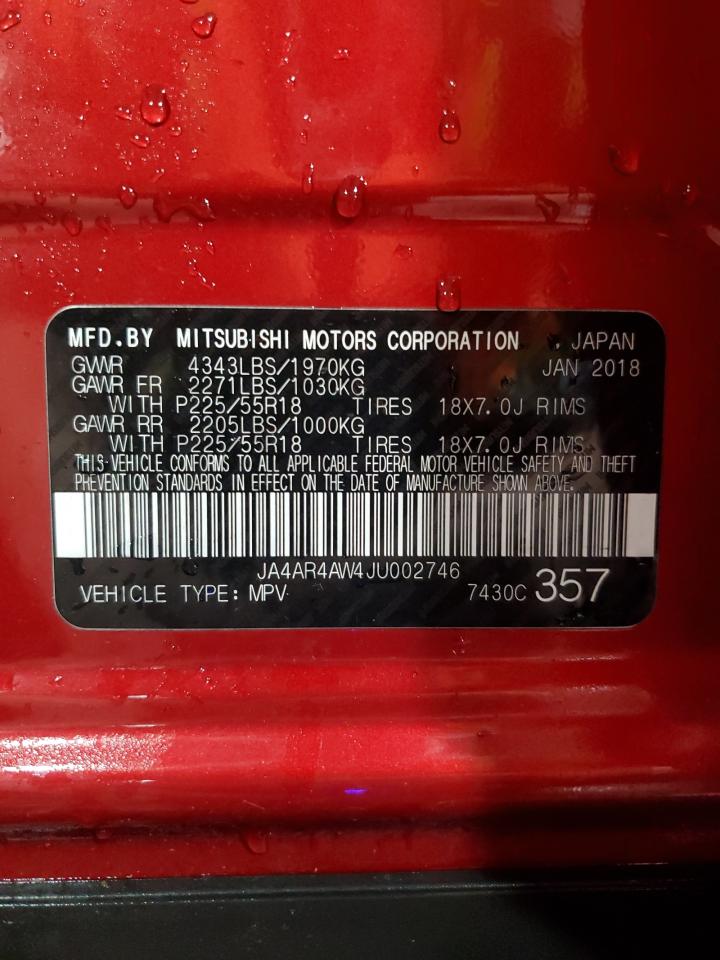 MFD.BY MITSUBISHI MOTORS CORPORATION JAPAN
GVWR 4343LBS/1970KG JAN 2018
GAWR FR 2271LBS/1030KG
WITH P225/55R18 TIRES 18X7.0J RIMS
GAWR RR 2205LBS/1000KG
WITH P225/55R18 TIRES 18X7.0J RIMS
THIS VEHICLE CONFORMS TO ALL APPLICABLE FEDERAL MOTOR VEHICLE SAFETY AND THEFT
PREVENTION STANDARDS IN EFFECT ON THE DATE OF MANUFACTURE SHOWN ABOVE.
JA4AR4AW4JU002746
VEHICLE TYPE: MPV 7430C 357